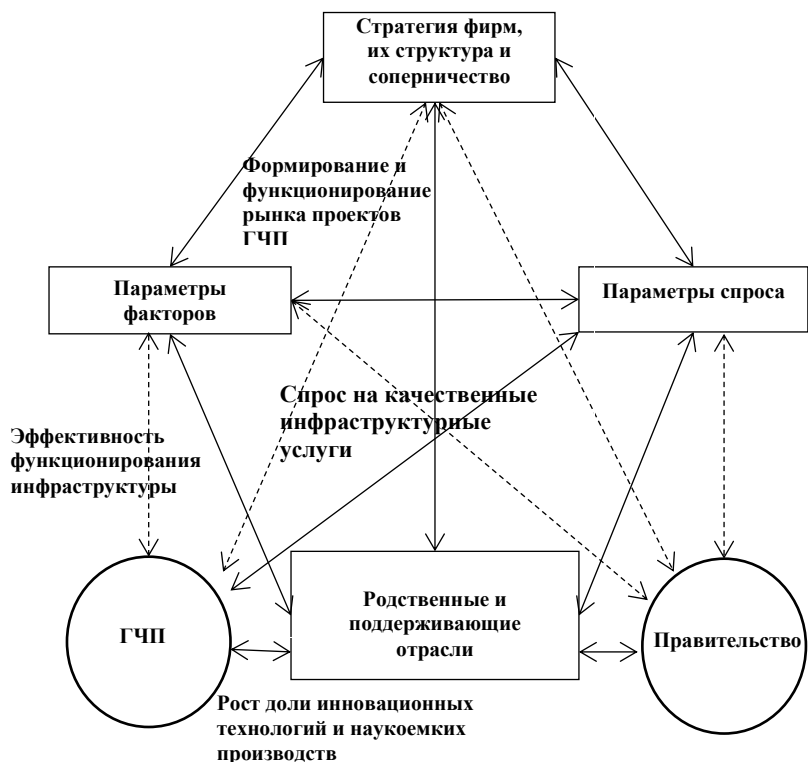 Стратегия фирм,
их структура и
соперничество
Формирование и
функционирование
рынка проектов
ГЧП
Параметры
факторов
Параметры спроса
Спрос на качественные
инфраструктурные
услуги
Эффективность
функционирования
инфраструктуры
ГЧП
Родственные и
поддерживающие
отрасли
Правительство
Рост доли инновационных
технологий и наукоемких
производств